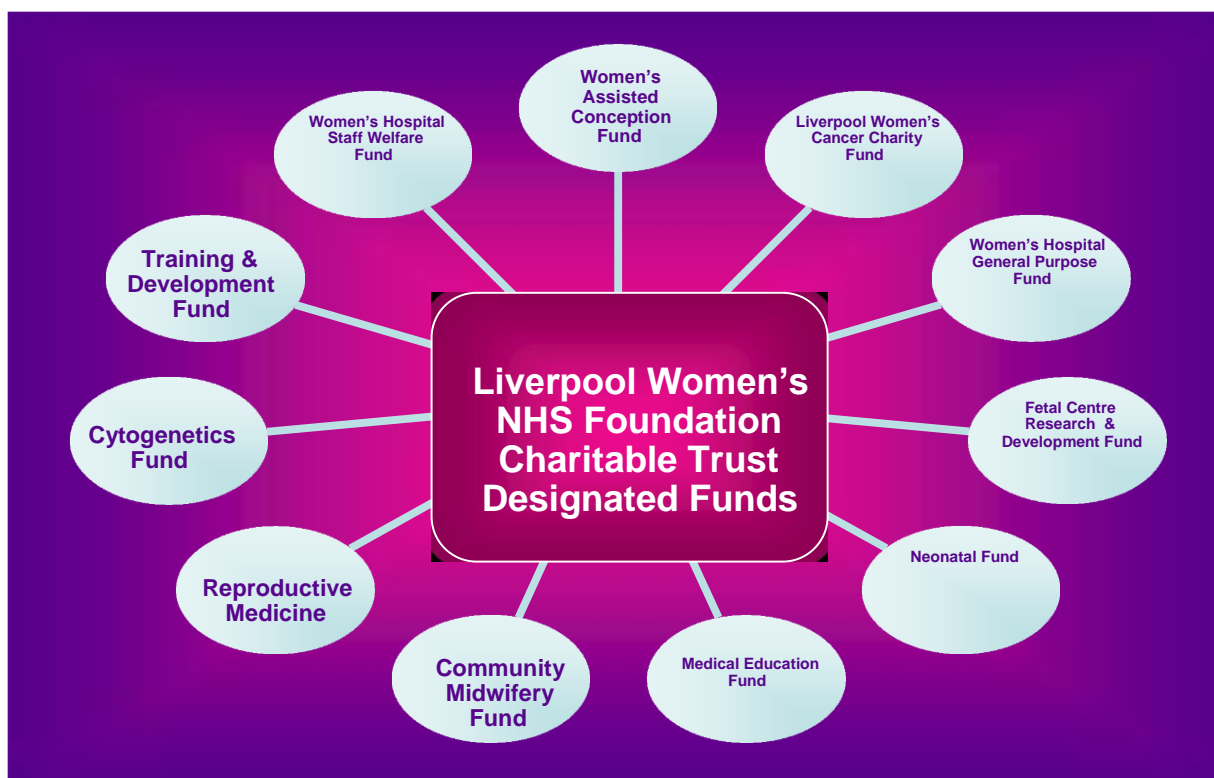 Women’s
Assisted
Conception
Fund
Liverpool Women’s
Cancer Charity
Fund
Women’s Hospital
General Purpose
Fund
Fetal Centre
Research & 
Development Fund
Neonatal Fund
Medical Education
Fund
Community
Midwifery
Fund
Reproductive
Medicine
Cytogenetics
Fund
Training &
Development
Fund
Women’s Hospital
Staff Welfare
Fund
Liverpool Women’s
NHS Foundation
Charitable Trust
Designated Funds